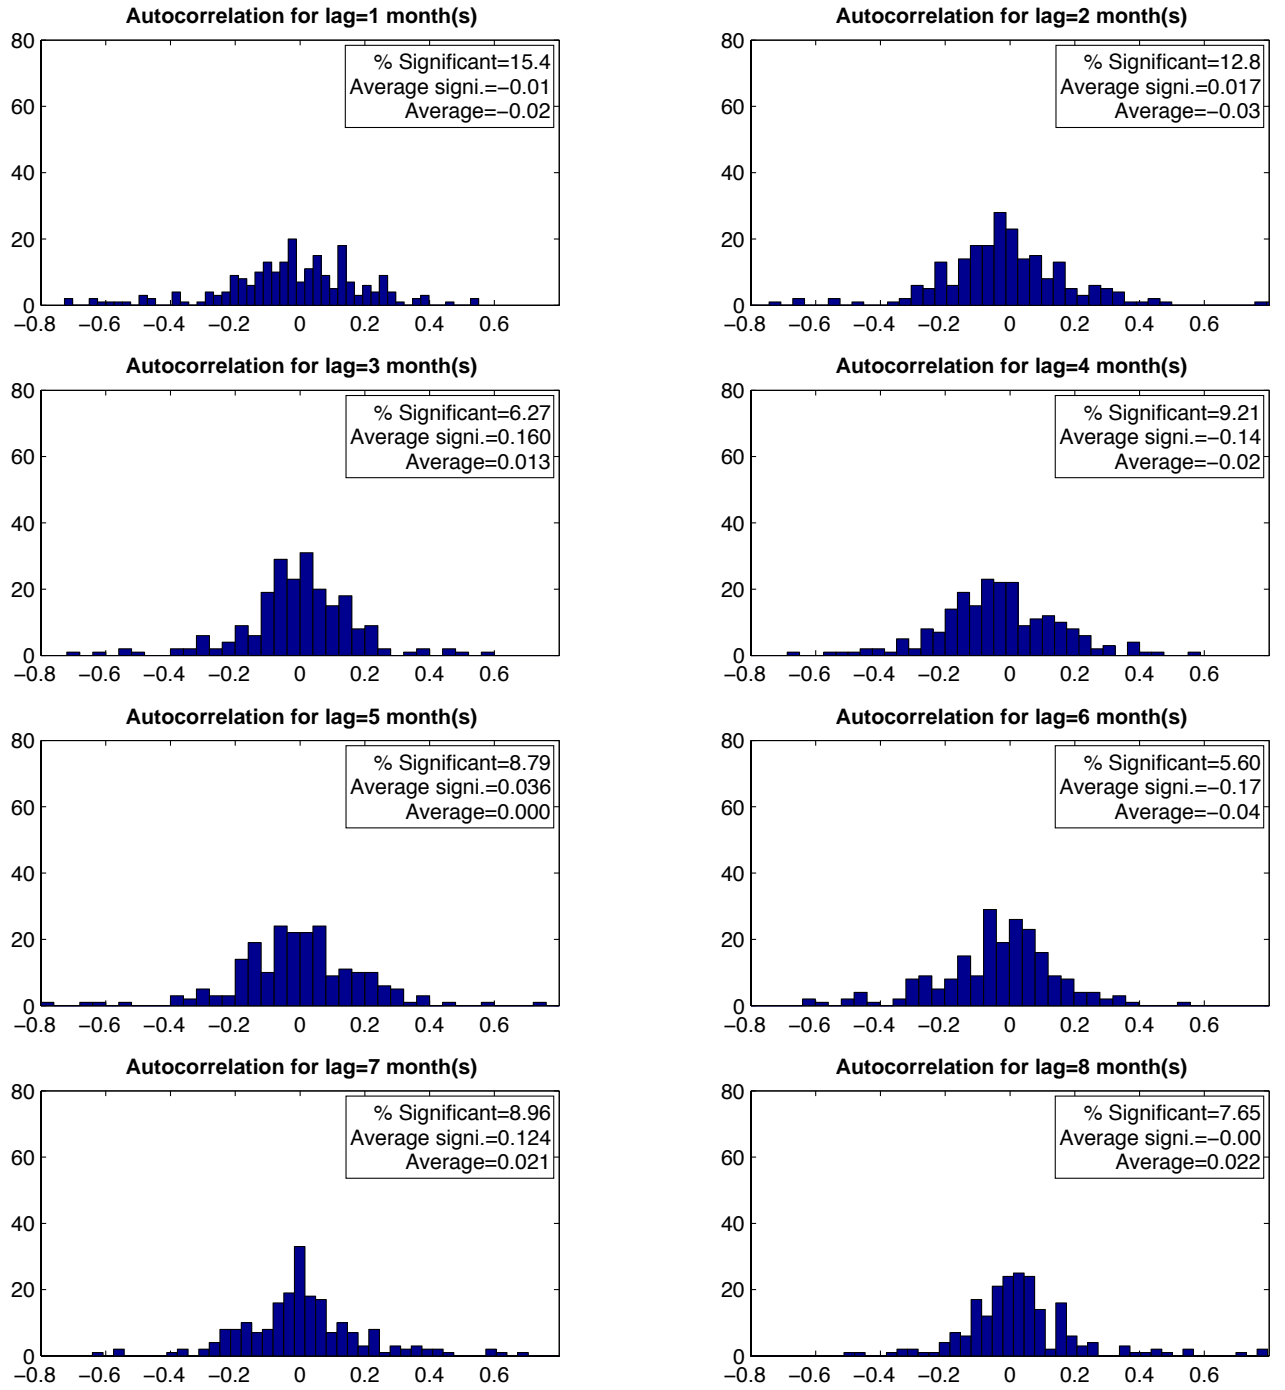 Autocorrelation for lag=1 month(s)
80
60
40
20
0
% Significant=15.4
Average signi.=−0.01
Average=−0.02
−0.8 −0.6 −0.4 −0.2 0 0.2 0.4 0.6
Autocorrelation for lag=2 month(s)
80
60
40
20
0
% Significant=12.8
Average signi.=0.017
Average=−0.03
−0.8 −0.6 −0.4 −0.2 0 0.2 0.4 0.6
Autocorrelation for lag=3 month(s)
80
60
40
20
0
% Significant=6.27
Average signi.=0.160
Average=0.013
−0.8 −0.6 −0.4 −0.2 0 0.2 0.4 0.6
Autocorrelation for lag=4 month(s)
80
60
40
20
0
% Significant=9.21
Average signi.=−0.14
Average=−0.02
−0.8 −0.6 −0.4 −0.2 0 0.2 0.4 0.6
Autocorrelation for lag=5 month(s)
80
60
40
20
0
% Significant=8.79
Average signi.=0.036
Average=0.000
−0.8 −0.6 −0.4 −0.2 0 0.2 0.4 0.6
Autocorrelation for lag=6 month(s)
80
60
40
20
0
% Significant=5.60
Average signi.=−0.17
Average=−0.04
−0.8 −0.6 −0.4 −0.2 0 0.2 0.4 0.6
Autocorrelation for lag=7 month(s)
80
60
40
20
0
% Significant=8.96
Average signi.=0.124
Average=0.021
−0.8 −0.6 −0.4 −0.2 0 0.2 0.4 0.6
Autocorrelation for lag=8 month(s)
80
60
40
20
0
% Significant=7.65
Average signi.=−0.00
Average=0.022
−0.8 −0.6 −0.4 −0.2 0 0.2 0.4 0.6